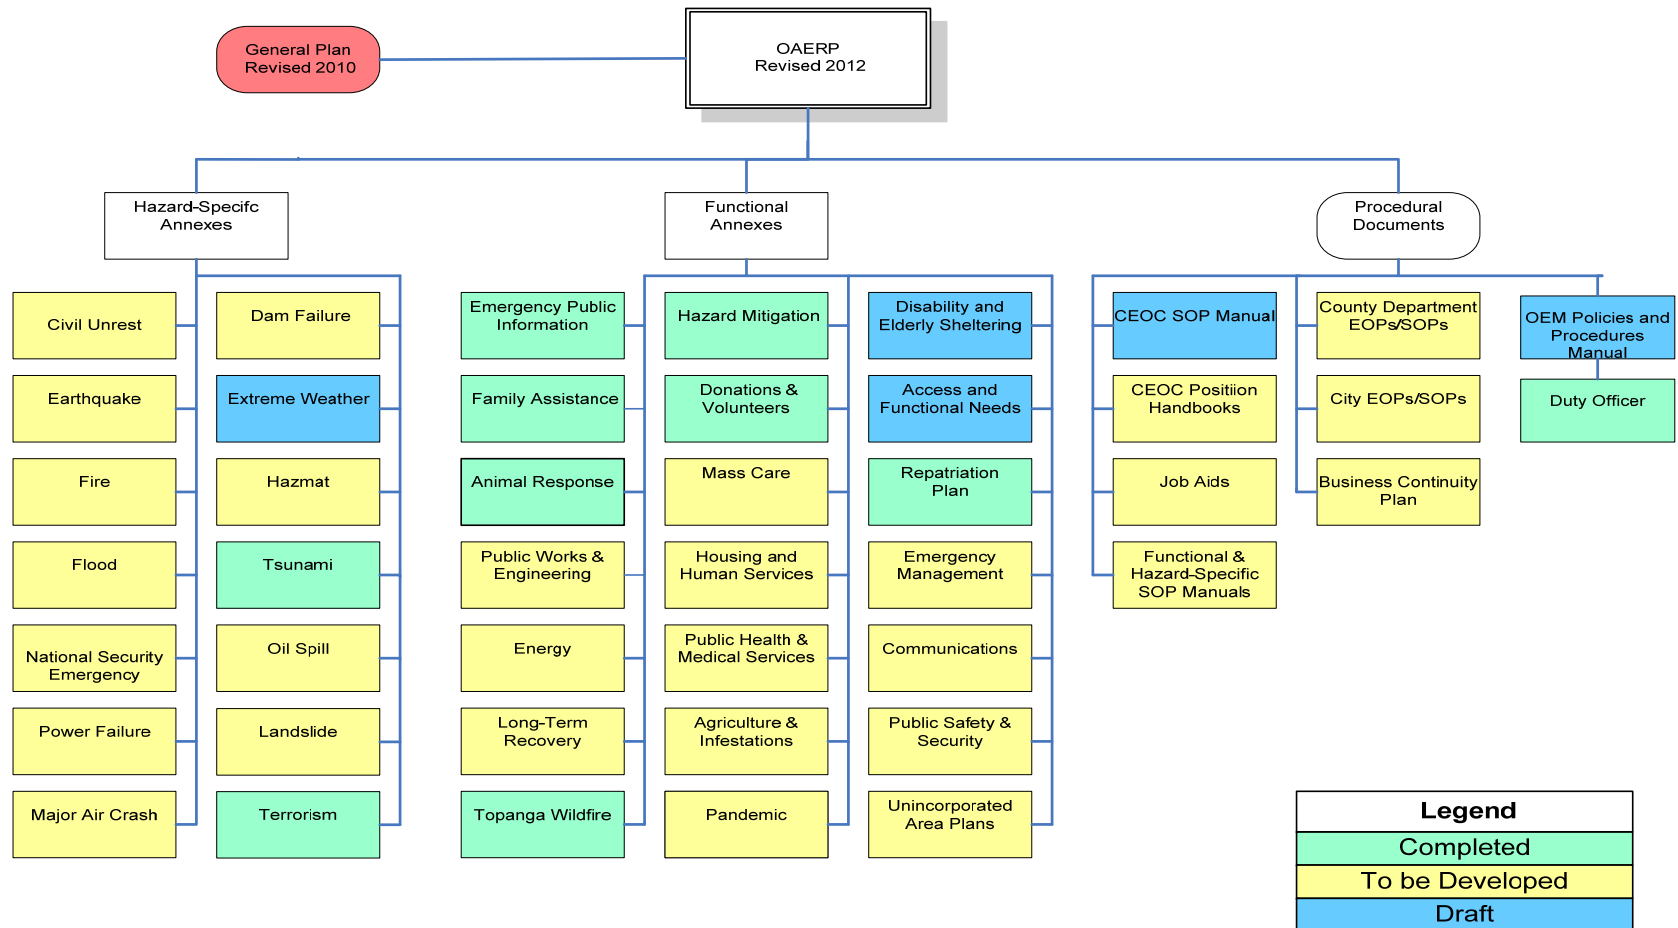 General Plan
Revised 2010
OAERP
Revised 2012
Hazard-Specifc
Annexes
Functional
Annexes
Procedural
Documents
Civil Unrest
Earthquake
Fire
Flood
National Security
Emergency
Power Failure
Major Air Crash
Dam Failure
Extreme Weather
Hazmat
Tsunami
Oil Spill
Landslide
Terrorism
Emergency Public
Information
Family Assistance
Animal Response
Public Works &
Engineering
Energy
Long-Term
Recovery
Topanga Wildfire
Hazard Mitigation
Donations &
Volunteers
Mass Care
Housing and
Human Services
Public Health &
Medical Services
Agriculture &
Infestations
Pandemic
Disability and
Elderly Sheltering
Access and
Functional Needs
Repatriation
Plan
Emergency
Management
Communications
Public Safety &
Security
Unincorporated
Area Plans
CEOC SOP Manual
CEOC Positiion
Handbooks
Job Aids
Functional &
Hazard-Specific
SOP Manuals
County Department
EOPs/SOPs
City EOPs/SOPs
Business Continuity
Plan
OEM Policies and
Procedures
Manual
Duty Officer
Legend
Completed
To be Developed
Draft